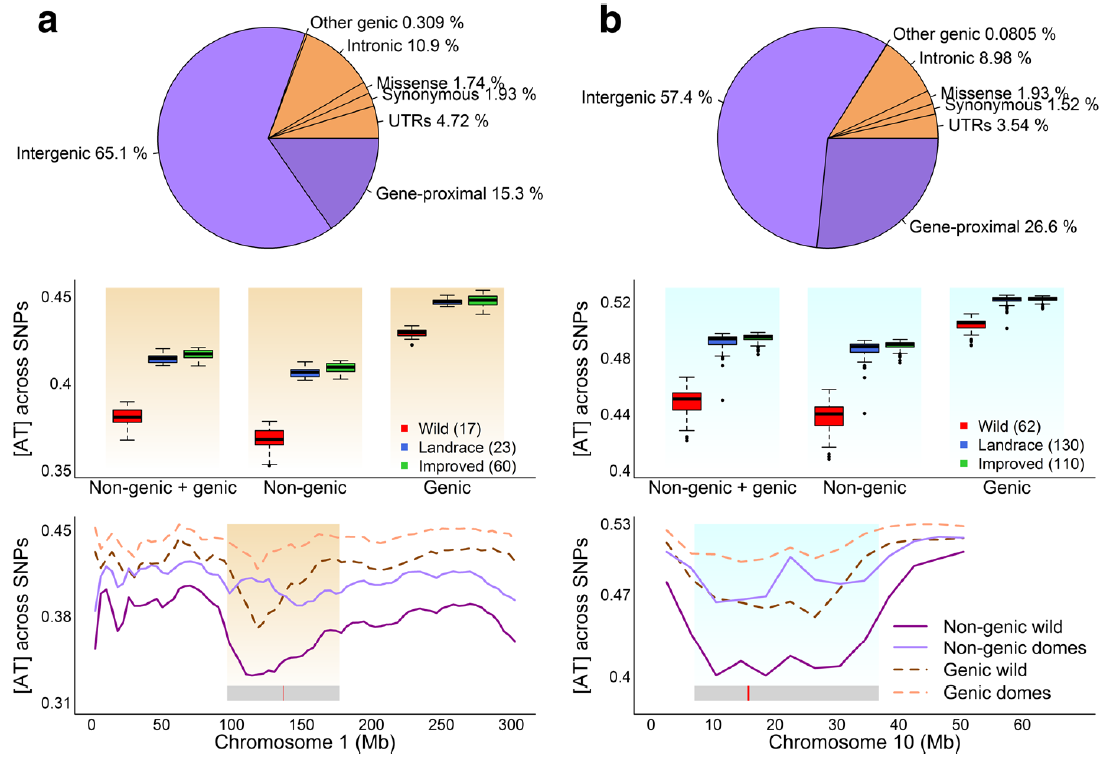 a
Other genic 0.309 %
Intronic 10.9 %
Missense 1.74 %
Synonymous 1.93 %
UTRs 4.72 %
Intergenic 65.1 %
Gene-proximal 15.3 %
b
Other genic 0.0805 %
Intronic 8.98 %
Missense 1.93 %
Synonymous 1.52 %
UTRs 3.54 %
Intergenic 57.4 %
Gene-proximal 26.6 %
[AT] across SNPs
0.45
0.4
0.35
Wild (17)
Landrace (23)
Improved (60)
Non-genic + genic
Non-genic
Genic
[AT] across SNPs
0.52
0.48
0.44
0.4
Wild (62)
Landrace (130)
Improved (110)
Non-genic + genic
Non-genic
Genic
[AT] across SNPs
0.45
0.38
0.31
0 50 100 150 200 250 300
Chromosome 1 (Mb)
[AT] across SNPs
0.53
0.47
0.4
Non-genic wild
Non-genic domes
Genic wild
Genic domes
0 10 20 30 40 50 60
Chromosome 10 (Mb)